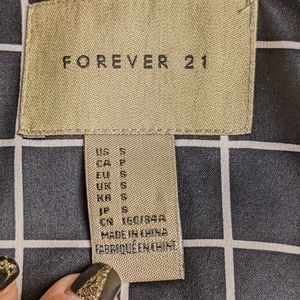 FOREVER 21
US S
CA P
EU S
UK S
KR S
JP S
CN 160/84A
MADE IN CHINA
FABRIQUÉ EN CHINE